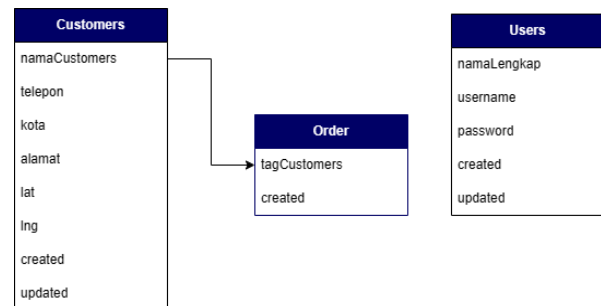 Customers
namaCustomers
telepon
kota
alamat
lat
lng
created
updated
Order
tagCustomers
created
Users
namaLengkap
username
password
created
updated